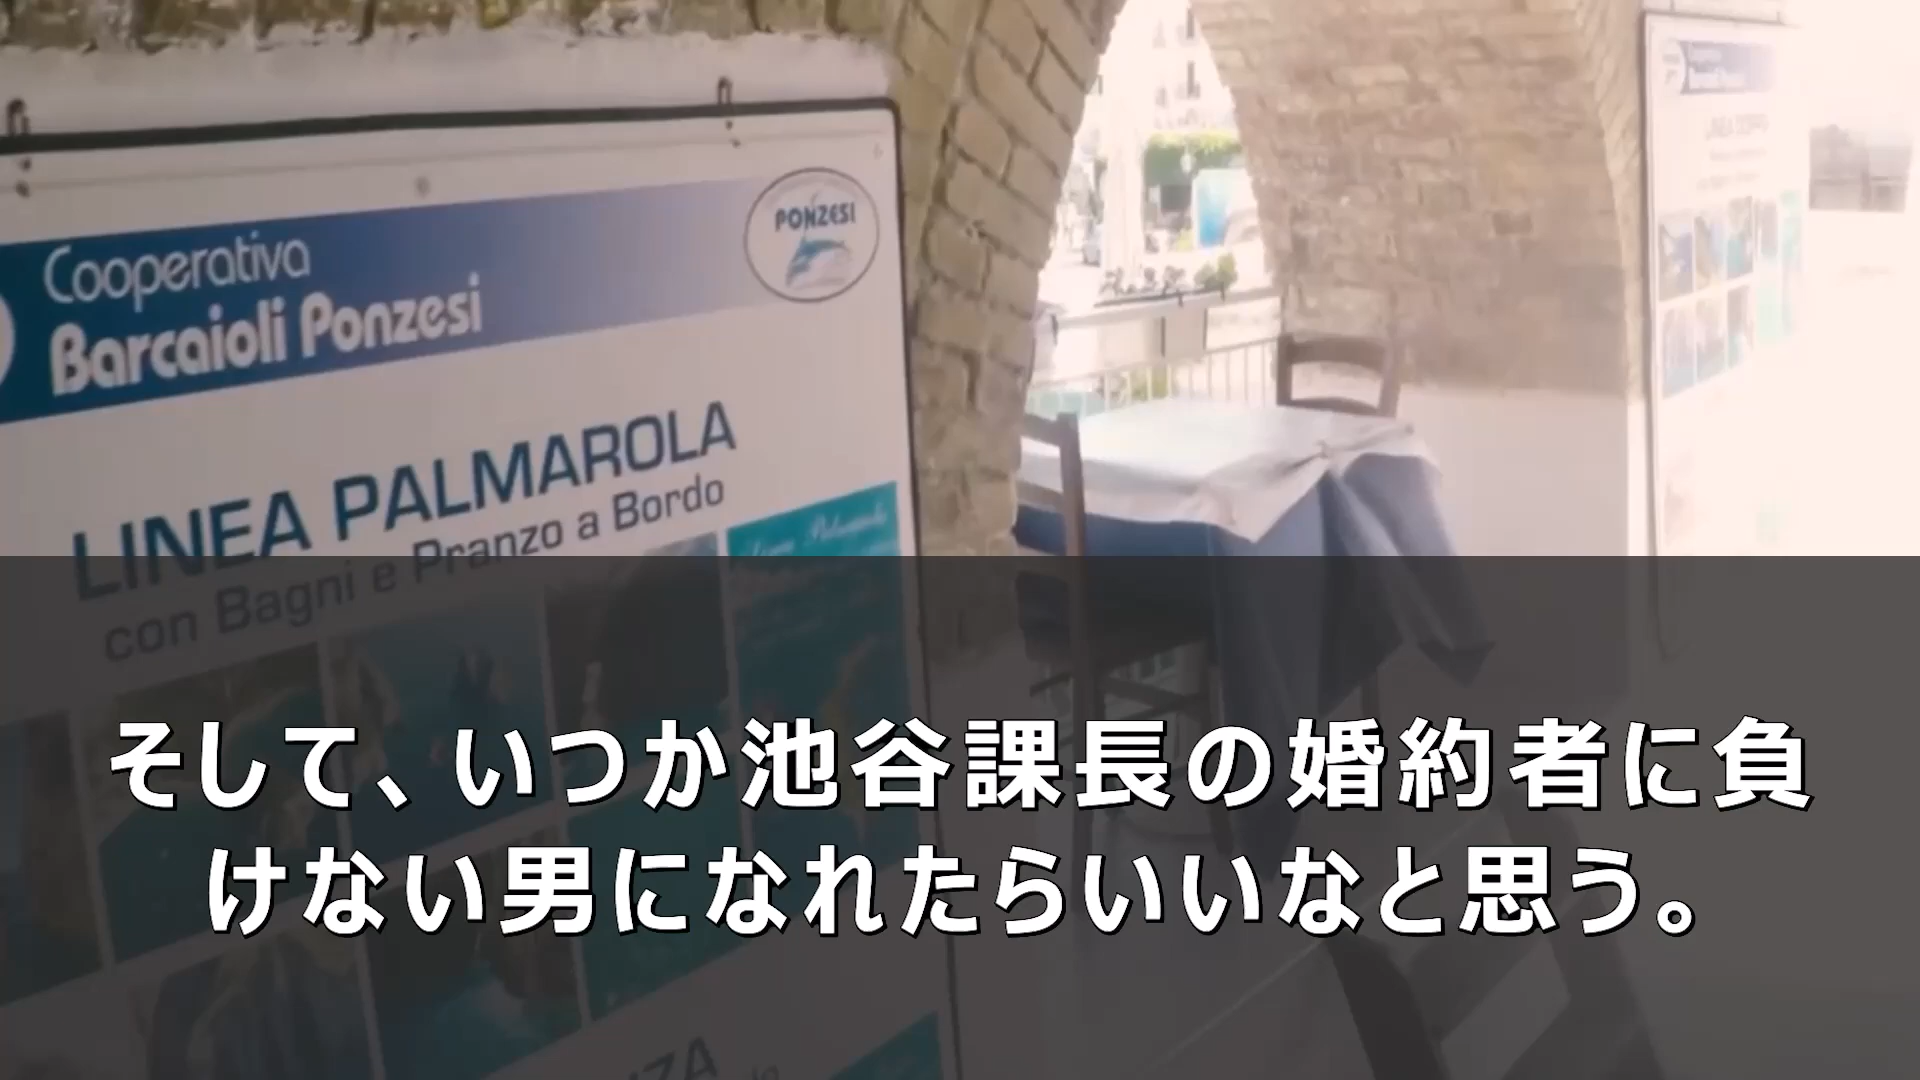 Cooperativa
Barcaioli Ponzesi
PONZESI
LINEA PALMAROLA
con Bagni e Pranzo a Bordo
そして、いつか池谷課長の婚約者に負
けない男になれたらいいなと思う。